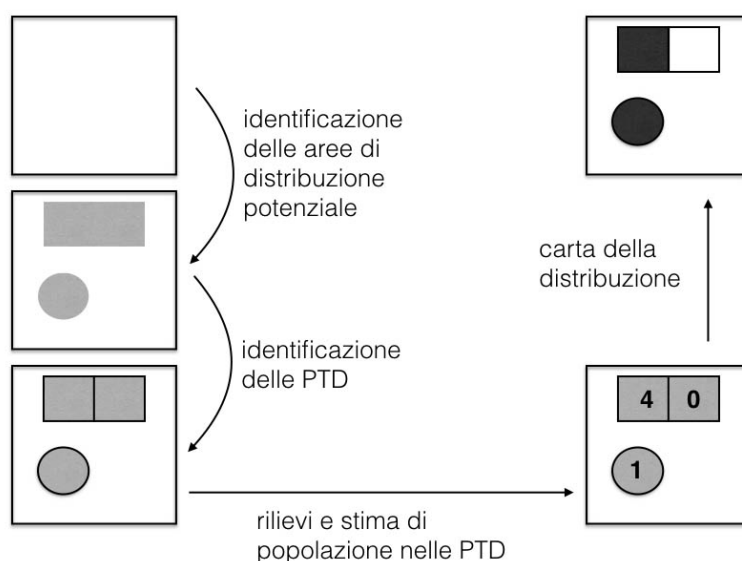 identificazione
delle aree di
distribuzione
potenziale
identificazione
delle PTD
rilievi e stima di
popolazione nelle PTD
4 0
1
carta della
distribuzione